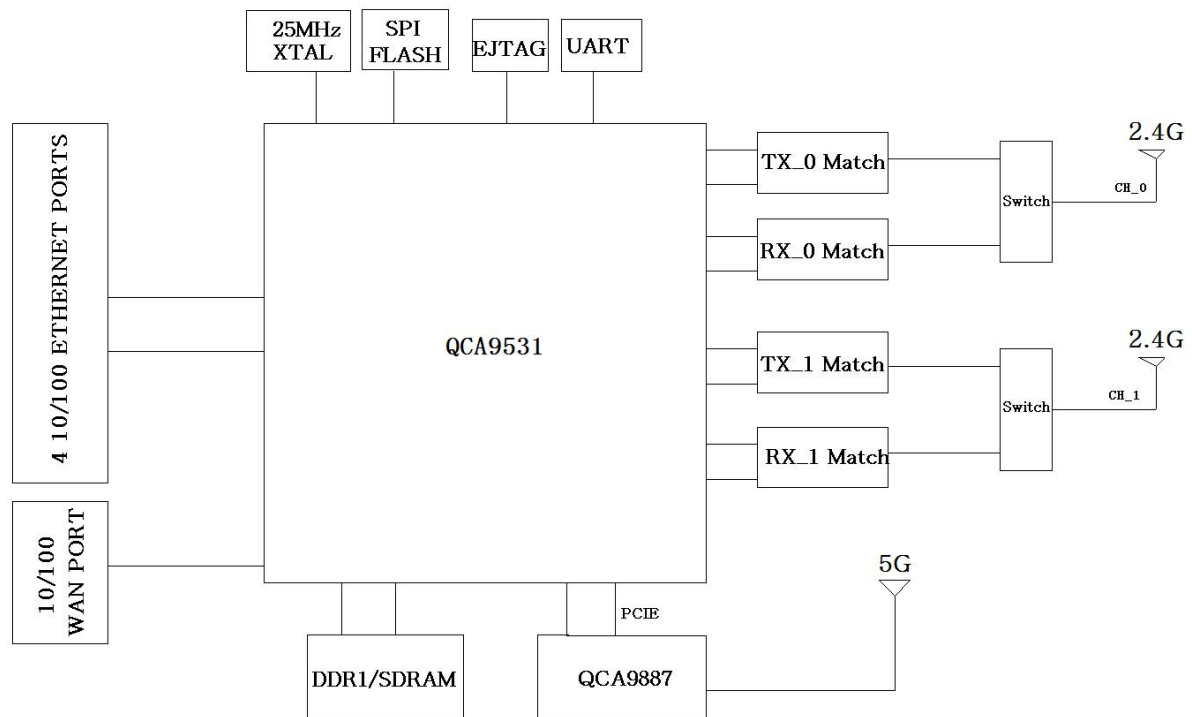 25MHz
XTAL
SPI
FLASH
EJTAG
UART
4 10/100 ETHERNET PORTS
10/100
WAN PORT
QCA9531
TX_0 Match
RX_0 Match
Switch
CH_0
2.4G
TX_1 Match
RX_1 Match
Switch
CH_1
2.4G
DDR1/SDRAM
PCIE
QCA9887
5G